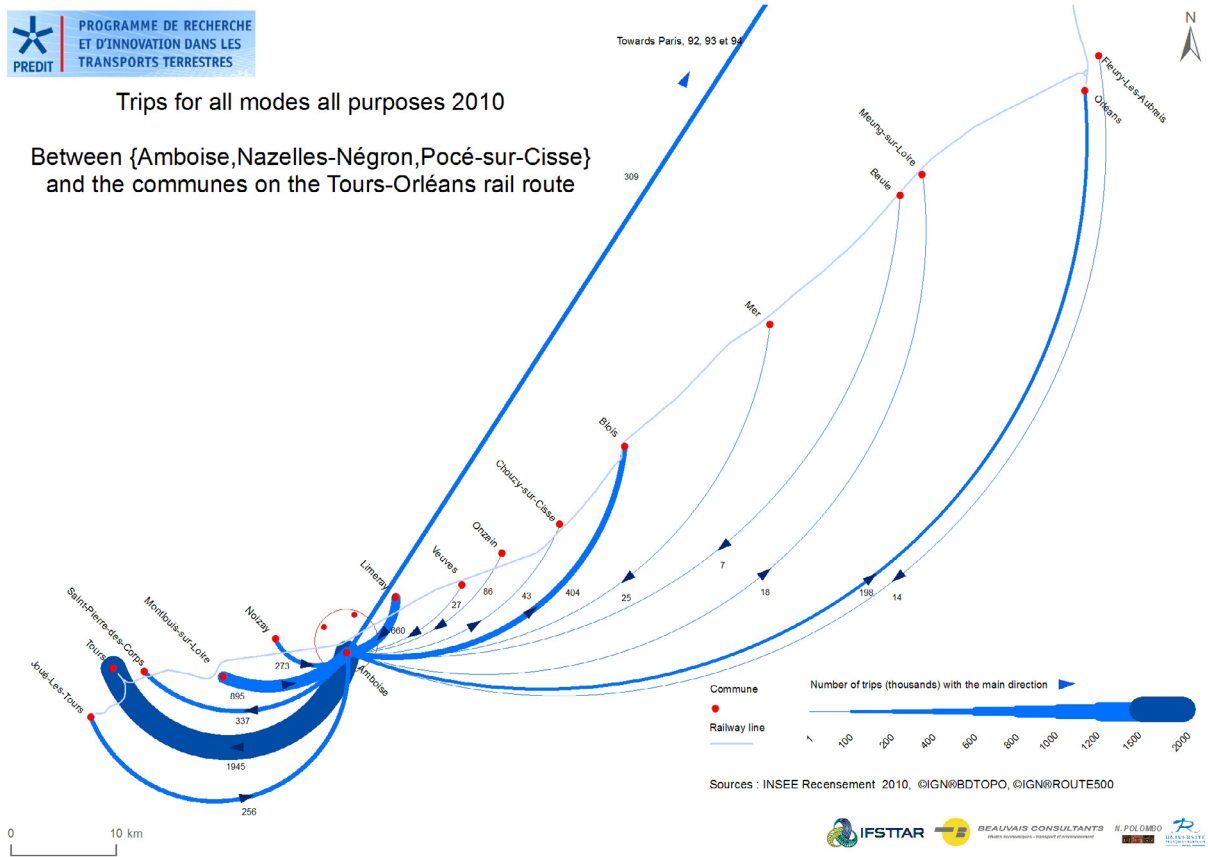 PREDIT
PROGRAMME DE RECHERCHE
ET D'INNOVATION DANS LES
TRANSPORTS TERRESTRES
Trips for all modes all purposes 2010
Between {Amboise,Nazelles-Négron,Pocé-sur-Cisse}
and the communes on the Tours-Orléans rail route
Towards Paris, 92, 93 et 94
N
Fleury-Les-Aubrais
Orléans
Meung-sur-Loire
Baule
309
Mer
Blois
Chouzy-sur-Cisse
Onzain
Veuves
Limeray
Noizay
Montlouis-sur-Loire
Saint-Pierre-des-Corps
Tours
Joué-Les-Tours
Amboise
7
18
198
14
25
404
43
86
27
660
273
895
337
1945
256
Commune
Railway line
Number of trips (thousands) with the main direction
1
100
200
400
600
800
1000
1200
1500
2000
Sources : INSEE Recensement 2010, ©IGN®BDTOPO, ©IGN®ROUTE500
0
10 km
IFSTTAR
BEAUVAIS CONSULTANTS
N.POLOMBO
UNIVERSITE